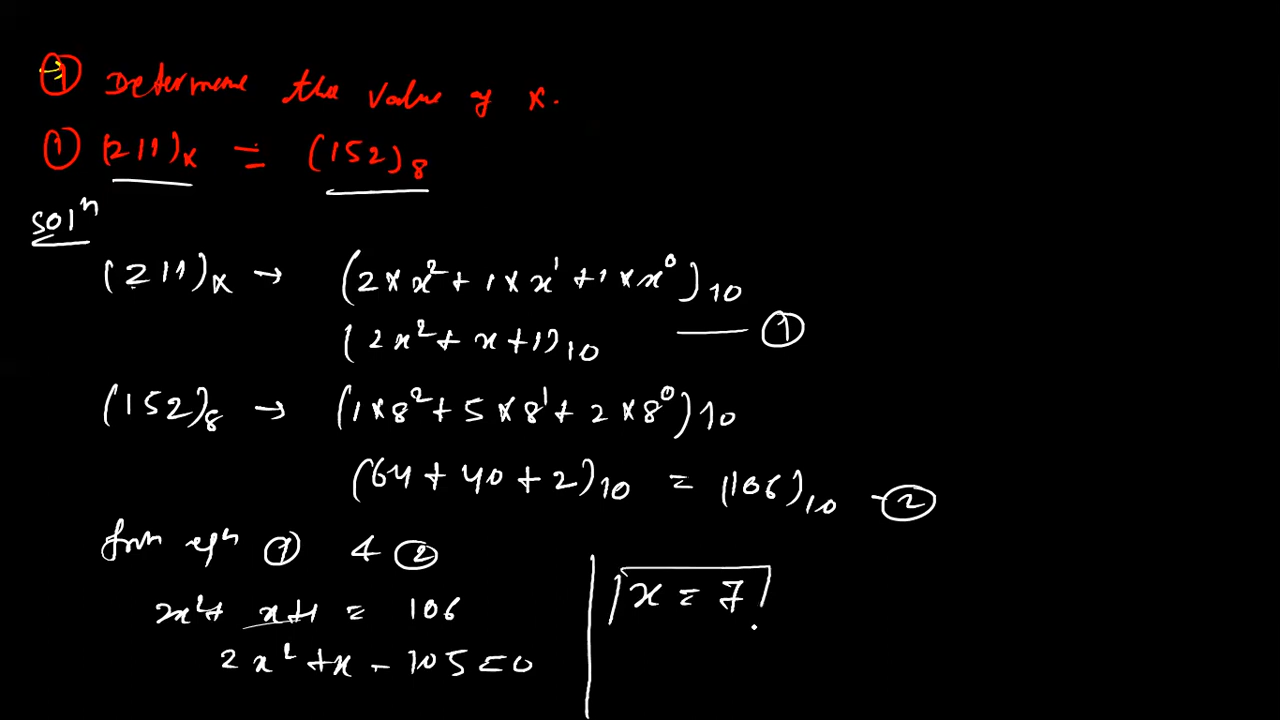 → ① Determine the value of x.
① (211)ₓ = (152)₈
Solⁿ
(211)ₓ → (2×x²+1×x¹+1×x⁰)₁₀
(2x²+x+1)₁₀ — ①
(152)₈ → (1×8²+5×8¹+2×8⁰)₁₀
(64+40+2)₁₀ = (106)₁₀ - ②
from eqⁿ ① & ②
2x²+x+1 = 106
2x²+x-105=0
x = 7